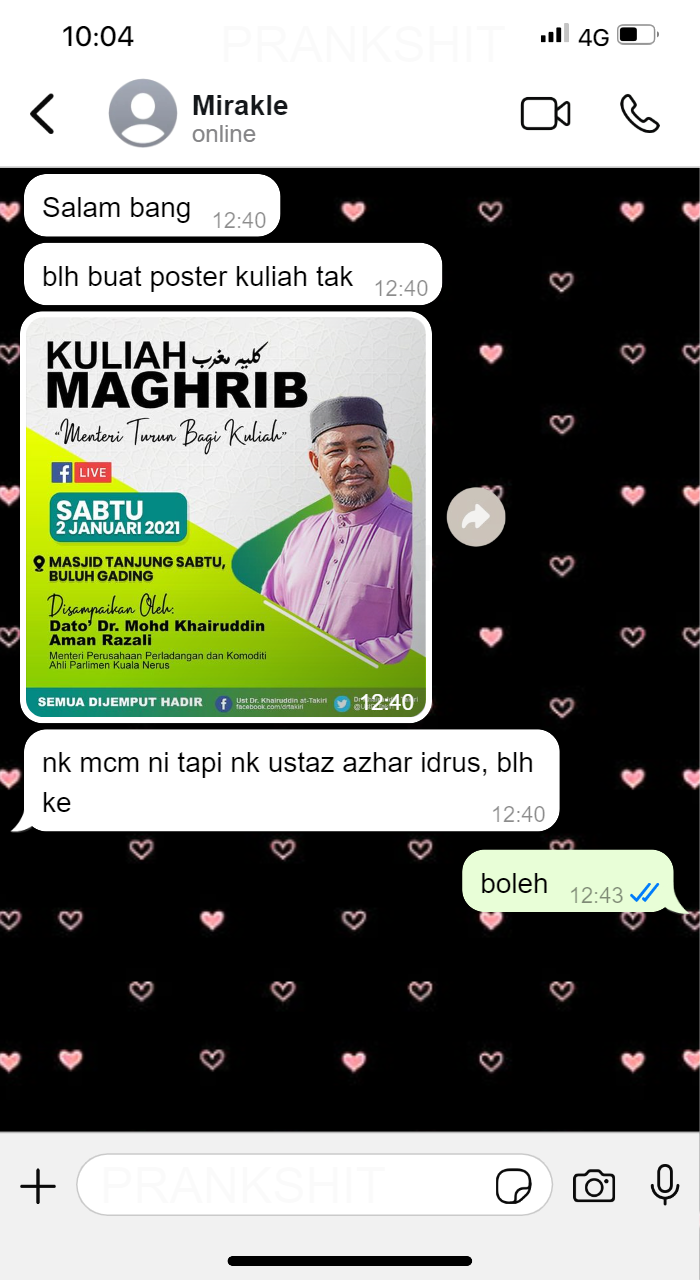 PRANKSHIT
10:04
4G
Mirakle
online
Salam bang
12:40
blh buat poster kuliah tak
12:40
KULIAH كليه مغرب
MAGHRIB
“Menteri Turun Bagi Kuliah”
f LIVE
SABTU
2 JANUARI 2021
MASJID TANJUNG SABTU,
BULUH GADING
Disampaikan Oleh:
Dato’ Dr. Mohd Khairuddin
Aman Razali
Menteri Perusahaan Perladangan dan Komoditi
Ahli Parlimen Kuala Nerus
SEMUA DIJEMPUT HADIR
f Ust Dr. Khairuddin at-Takiri
facebook.com/drtakiri
12:40
nk mcm ni tapi nk ustaz azhar idrus, blh
ke
12:40
boleh
12:43
PRANKSHIT